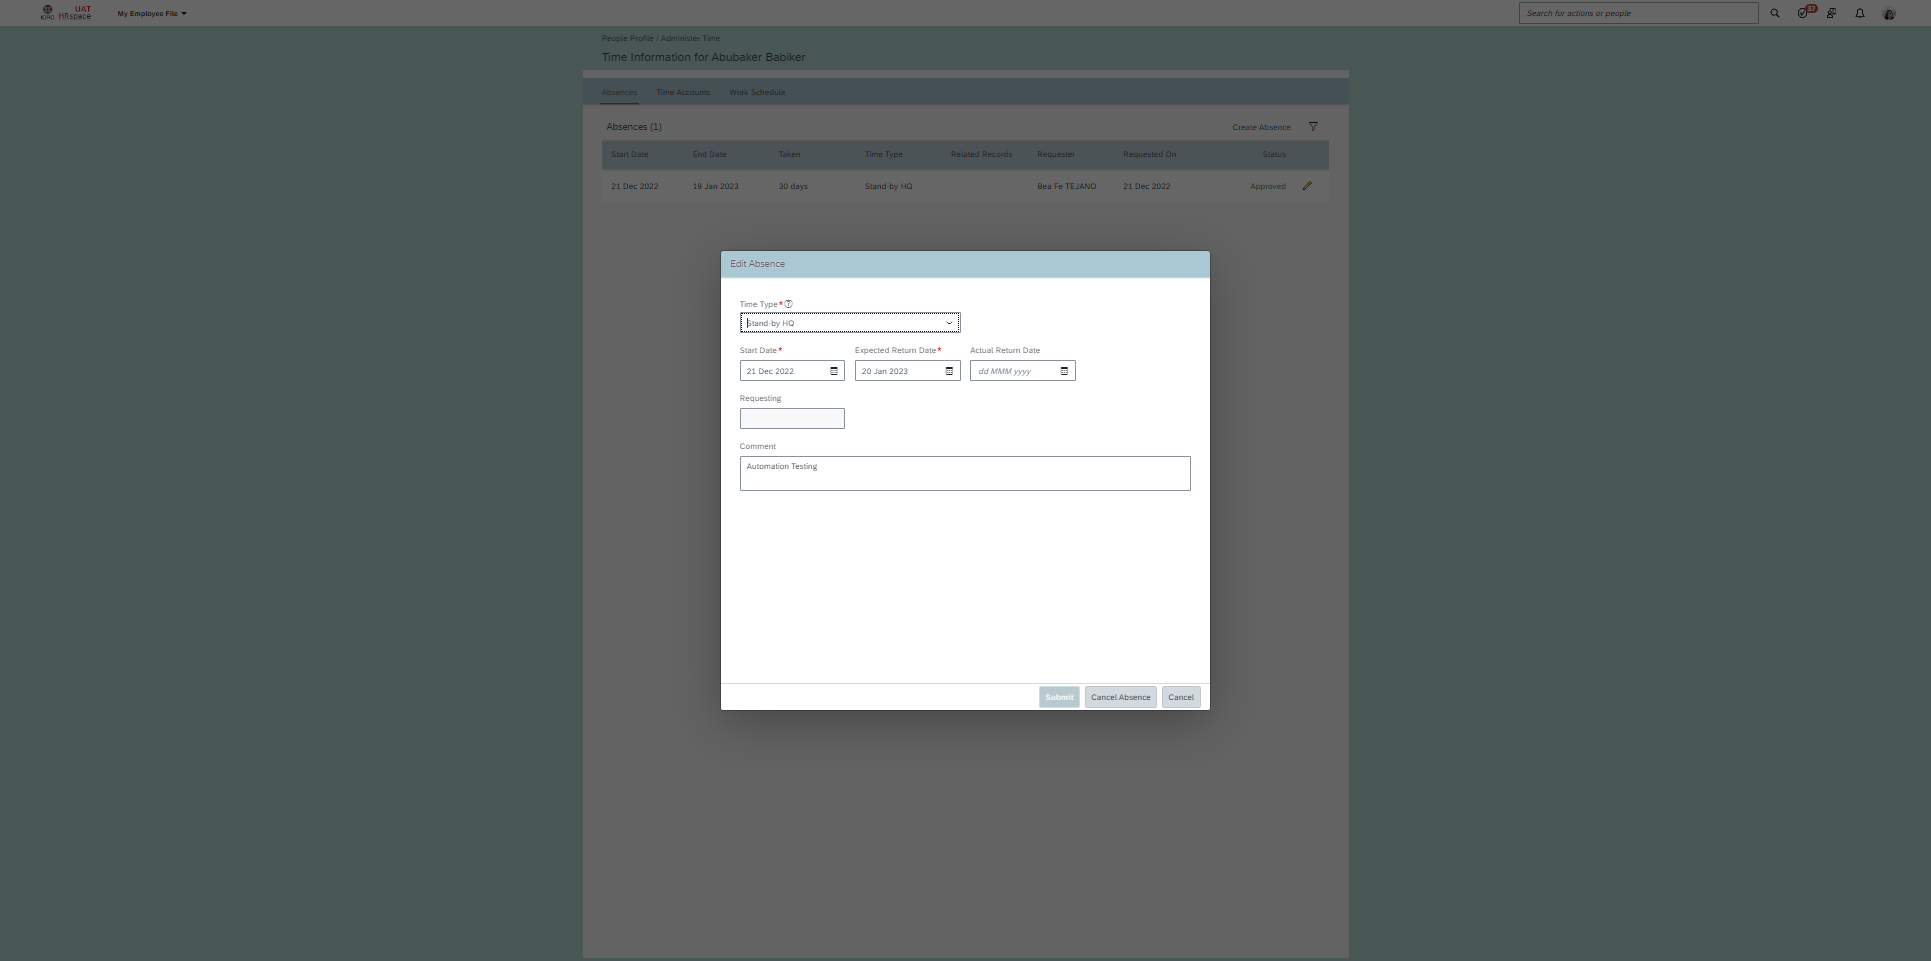 UAT
ICRC HRspace
My Employee File
Search for actions or people
37
People Profile / Administer Time
Time Information for Abubaker Babiker
Absences Time Accounts Work Schedule
Absences (1)
Create Absence
Start Date End Date Taken Time Type Related Records Requester Requested On Status
21 Dec 2022 19 Jan 2023 30 days Stand-by HQ Bea Fe TEJANO 21 Dec 2022 Approved
Edit Absence
Time Type*
Stand-by HQ
Start Date* Expected Return Date* Actual Return Date
21 Dec 2022 20 Jan 2023 dd MMM yyyy
Requesting
Comment
Automation Testing
Submit Cancel Absence Cancel